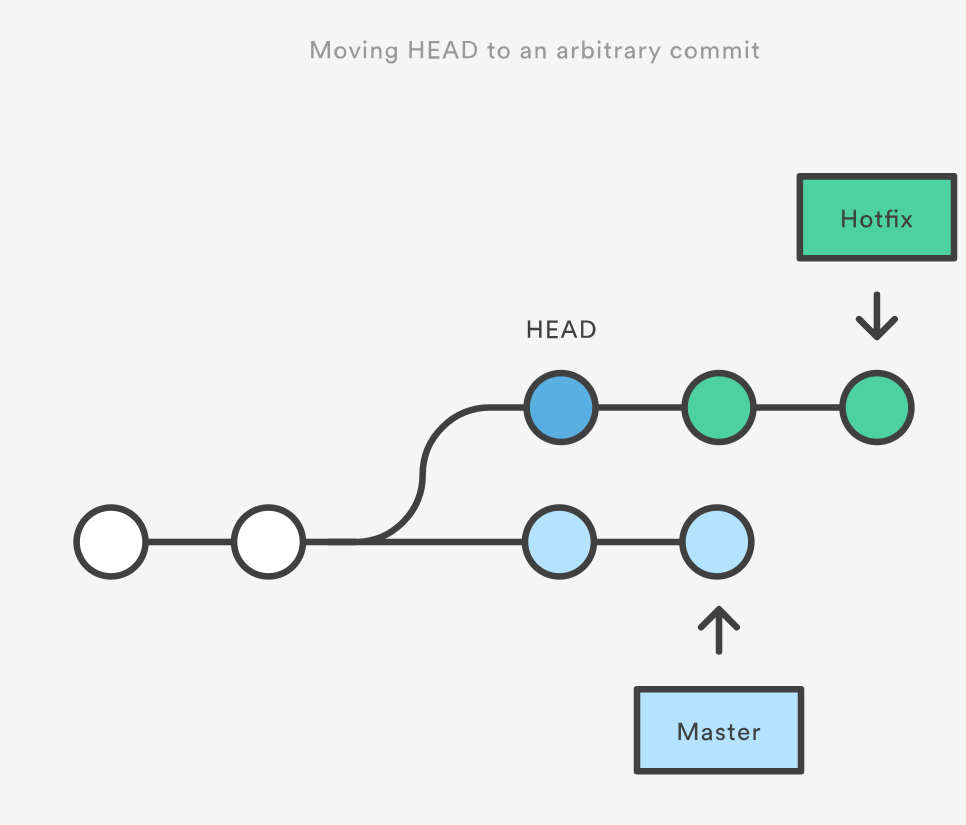 Moving HEAD to an arbitrary commit
Hotfix
HEAD
Master